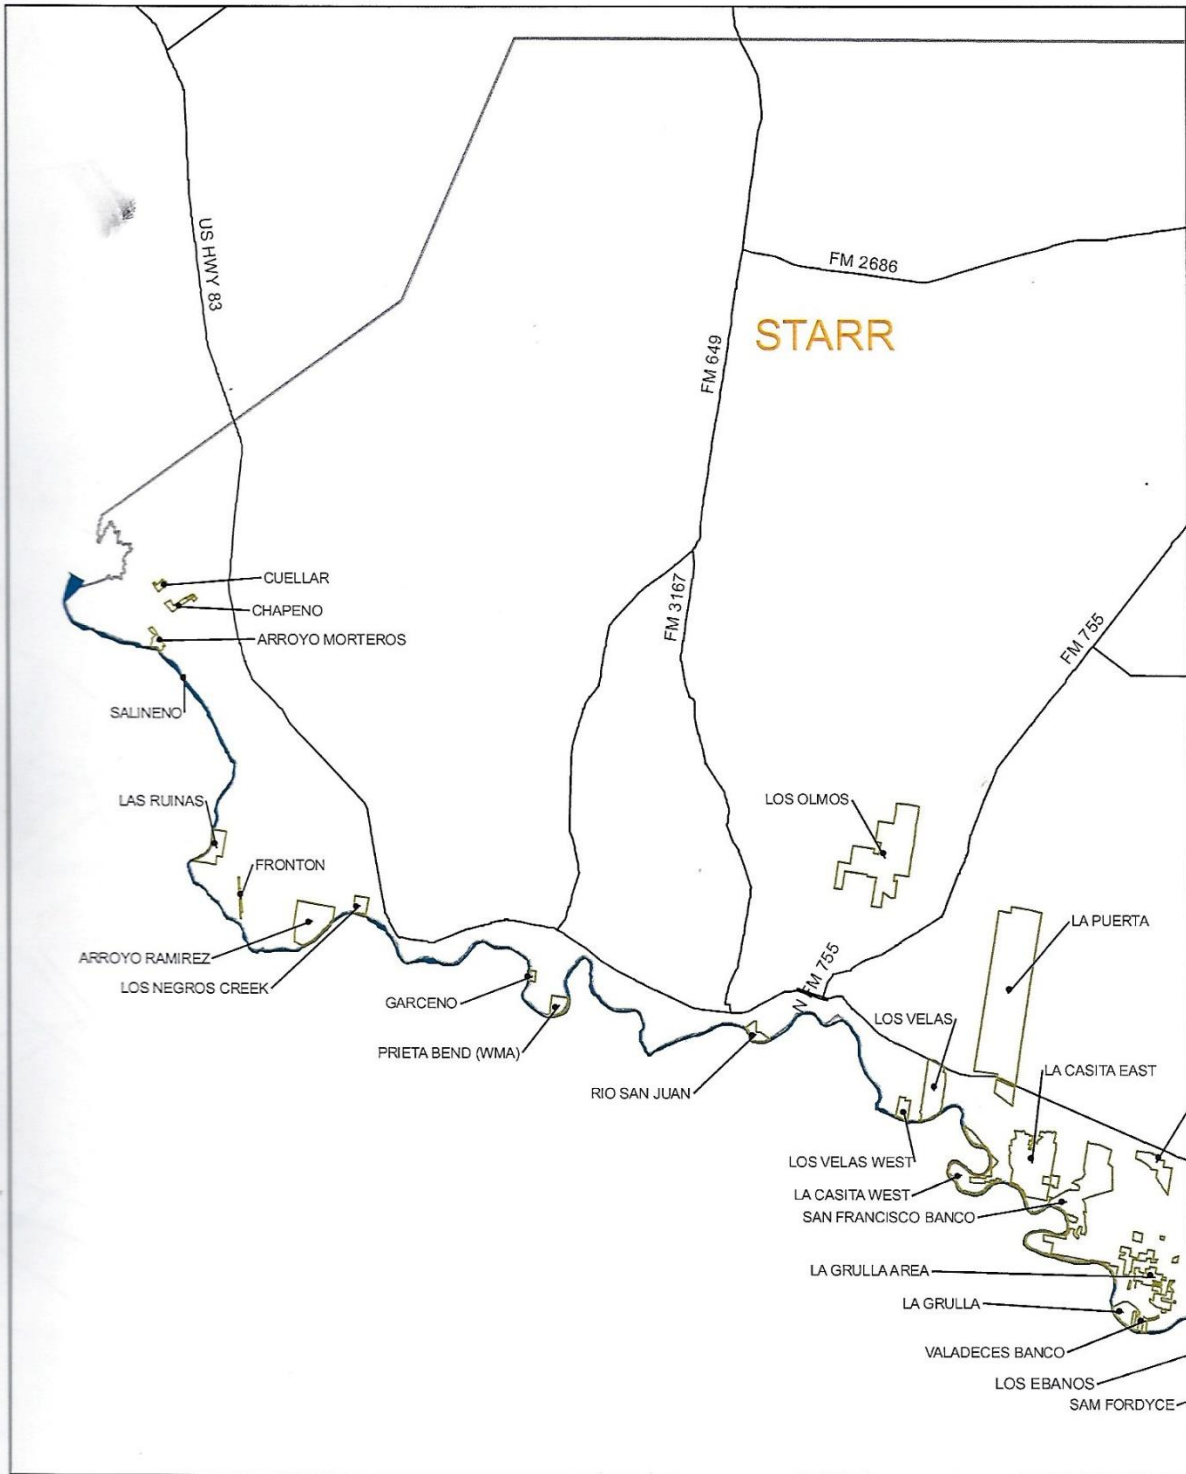 US HWY 83
FM 2686
STARR
FM 649
CUELLAR
CHAPENO
FM 3167
ARROYO MORTEROS
FM 755
SALINENO
LAS RUINAS
LOS OLMOS
FRONTON
LA PUERTA
ARROYO RAMIREZ
LOS NEGROS CREEK
N FM 755
GARCENO
LOS VELAS
PRIETA BEND (WMA)
LA CASITA EAST
RIO SAN JUAN
LOS VELAS WEST
LA CASITA WEST
SAN FRANCISCO BANCO
LA GRULLA AREA
LA GRULLA
VALADECES BANCO
LOS EBANOS
SAM FORDYCE